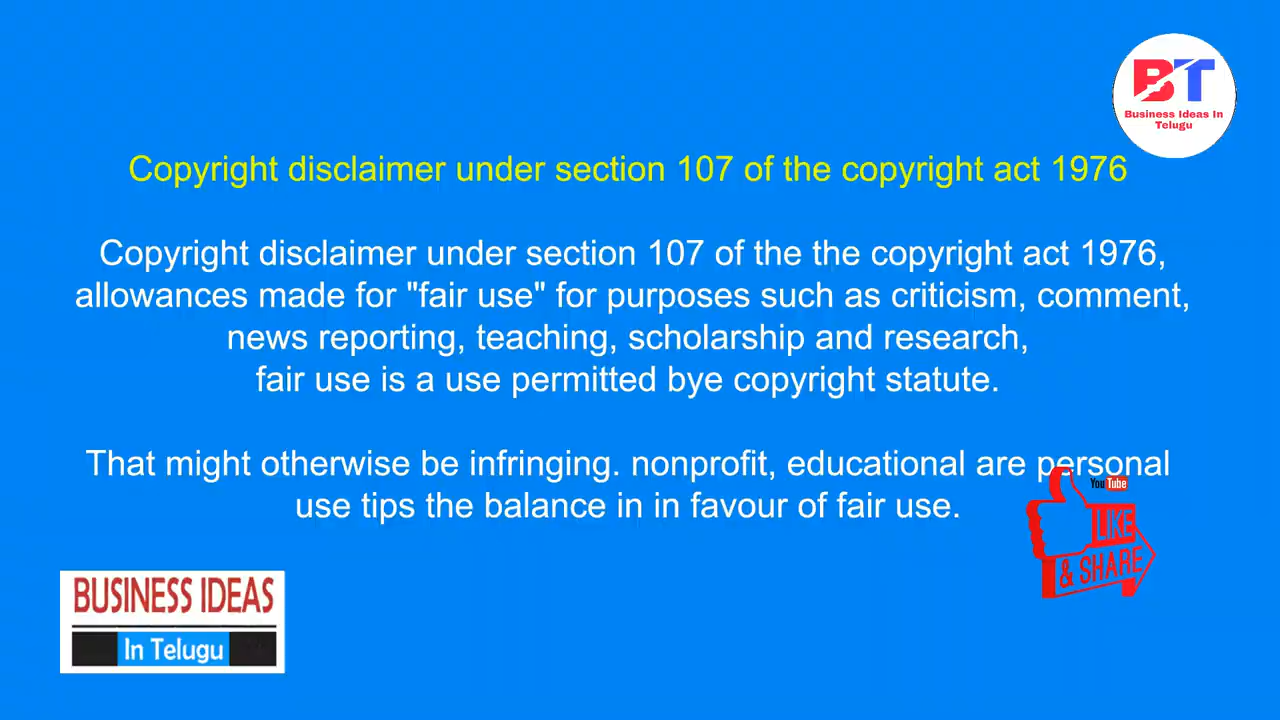 BT
Business Ideas In
Telugu
Copyright disclaimer under section 107 of the copyright act 1976
Copyright disclaimer under section 107 of the the copyright act 1976,
allowances made for "fair use" for purposes such as criticism, comment,
news reporting, teaching, scholarship and research,
fair use is a use permitted bye copyright statute.
That might otherwise be infringing. nonprofit, educational are personal
use tips the balance in in favour of fair use.
YouTube
LIKE
& SHARE
BUSINESS IDEAS
In Telugu